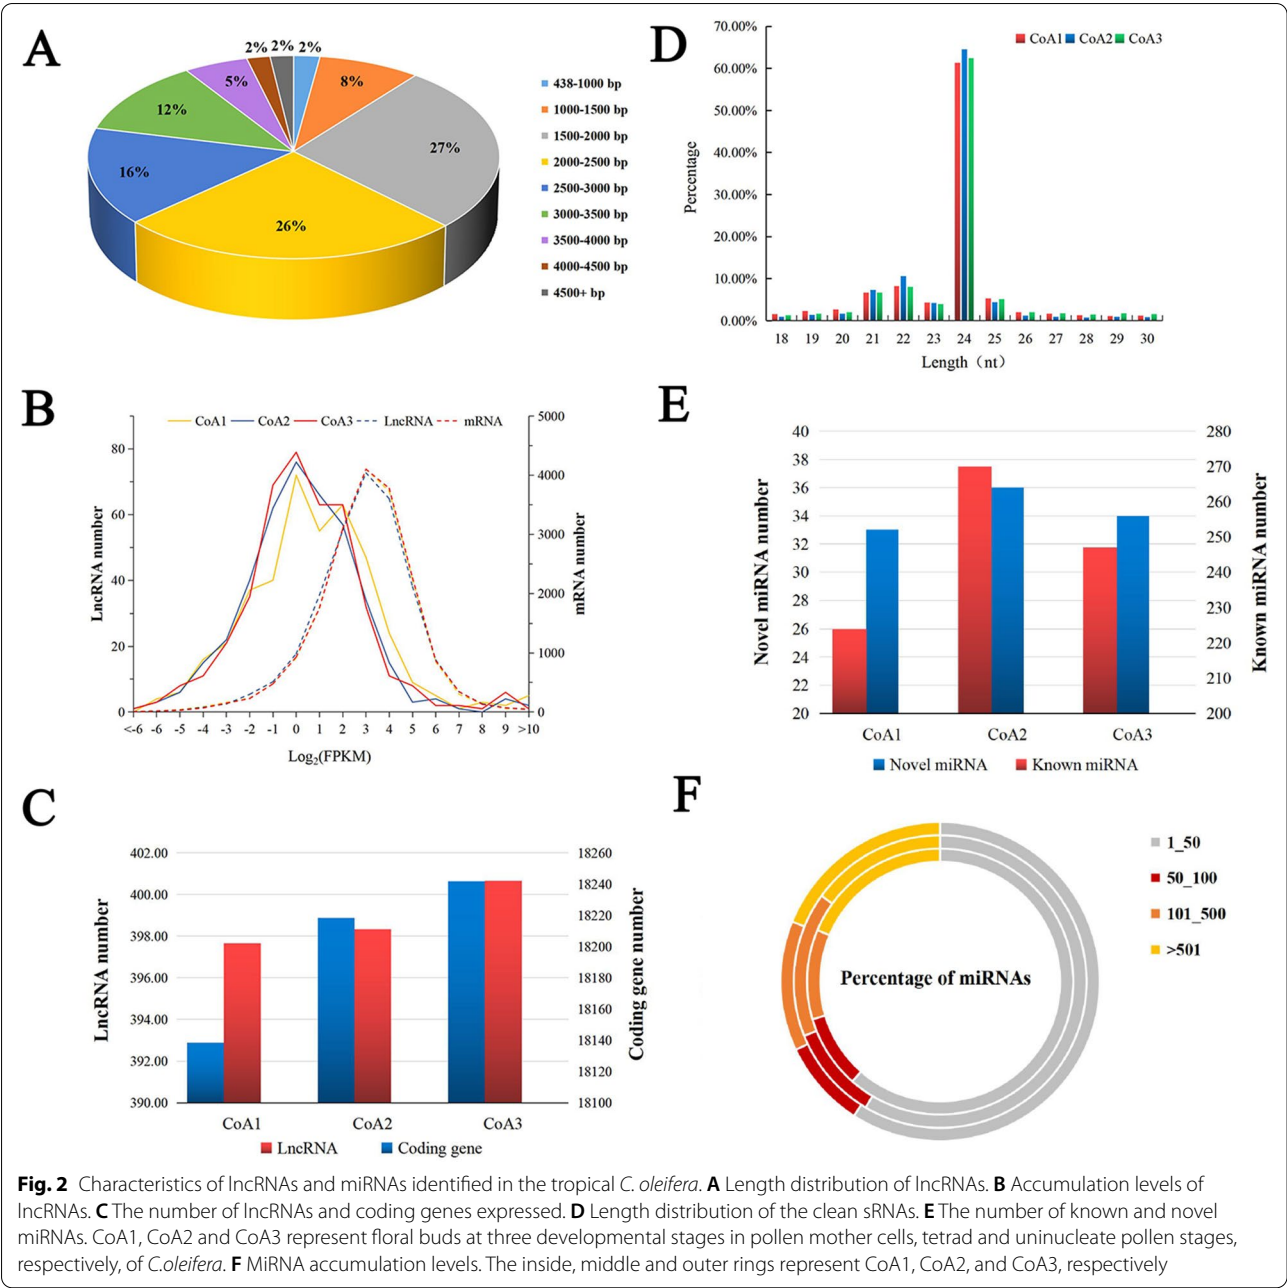 A
2% 2% 2%
5% 8%
12%
27%
16%
26%
438-1000 bp
1000-1500 bp
1500-2000 bp
2000-2500 bp
2500-3000 bp
3000-3500 bp
3500-4000 bp
4000-4500 bp
4500+ bp
D
CoA1 CoA2 CoA3
Percentage
70.00%
60.00%
50.00%
40.00%
30.00%
20.00%
10.00%
0.00%
18 19 20 21 22 23 24 25 26 27 28 29 30
Length（nt）
B
CoA1 CoA2 CoA3 LncRNA mRNA
LncRNA number
80
60
40
20
0
mRNA number
5000
4000
3000
2000
1000
0
<-6 -6 -5 -4 -3 -2 -1 0 1 2 3 4 5 6 7 8 9 >10
Log2(FPKM)
E
Novel miRNA number
40
38
36
34
32
30
28
26
24
22
20
Known miRNA number
280
270
260
250
240
230
220
210
200
CoA1 CoA2 CoA3
Novel miRNA Known miRNA
C
LncRNA number
402.00
400.00
398.00
396.00
394.00
392.00
390.00
Coding gene number
18260
18240
18220
18200
18180
18160
18140
18120
18100
CoA1 CoA2 CoA3
LncRNA Coding gene
F
Percentage of miRNAs
1_50
50_100
101_500
>501
Fig. 2 Characteristics of lncRNAs and miRNAs identified in the tropical C. oleifera. A Length distribution of lncRNAs. B Accumulation levels of
lncRNAs. C The number of lncRNAs and coding genes expressed. D Length distribution of the clean sRNAs. E The number of known and novel
miRNAs. CoA1, CoA2 and CoA3 represent floral buds at three developmental stages in pollen mother cells, tetrad and uninucleate pollen stages,
respectively, of C.oleifera. F MiRNA accumulation levels. The inside, middle and outer rings represent CoA1, CoA2, and CoA3, respectively